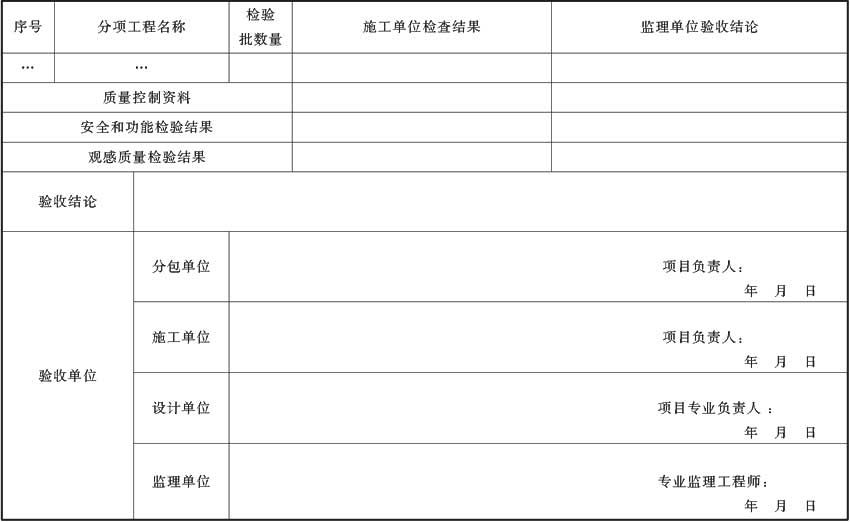 序号 分项工程名称 检验
批数量 施工单位检查结果 监理单位验收结论
… …
质量控制资料
安全和功能检验结果
观感质量检验结果
验收结论
验收单位
分包单位 项目负责人：
年 月 日
施工单位 项目负责人：
年 月 日
设计单位 项目专业负责人：
年 月 日
监理单位 专业监理工程师：
年 月 日